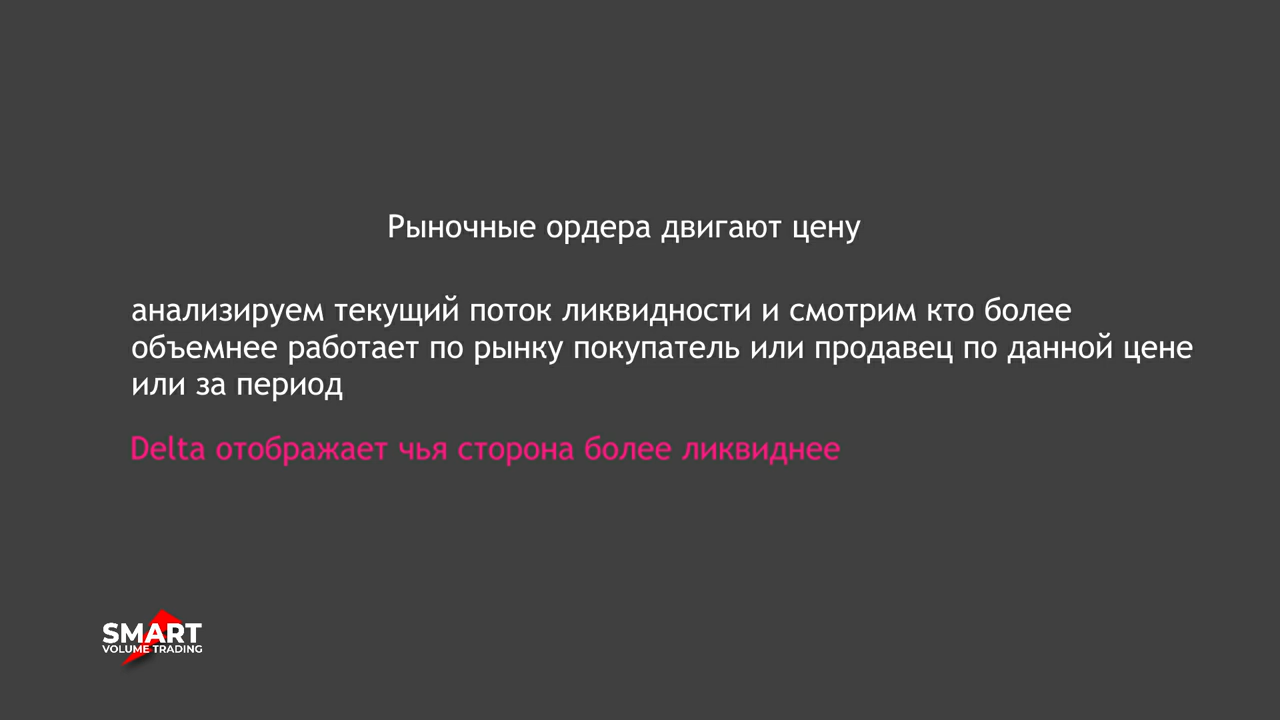 Рыночные ордера двигают цену
анализируем текущий поток ликвидности и смотрим кто более
объемнее работает по рынку покупатель или продавец по данной цене
или за период
Delta отображает чья сторона более ликвиднее
SMART
VOLUME TRADING